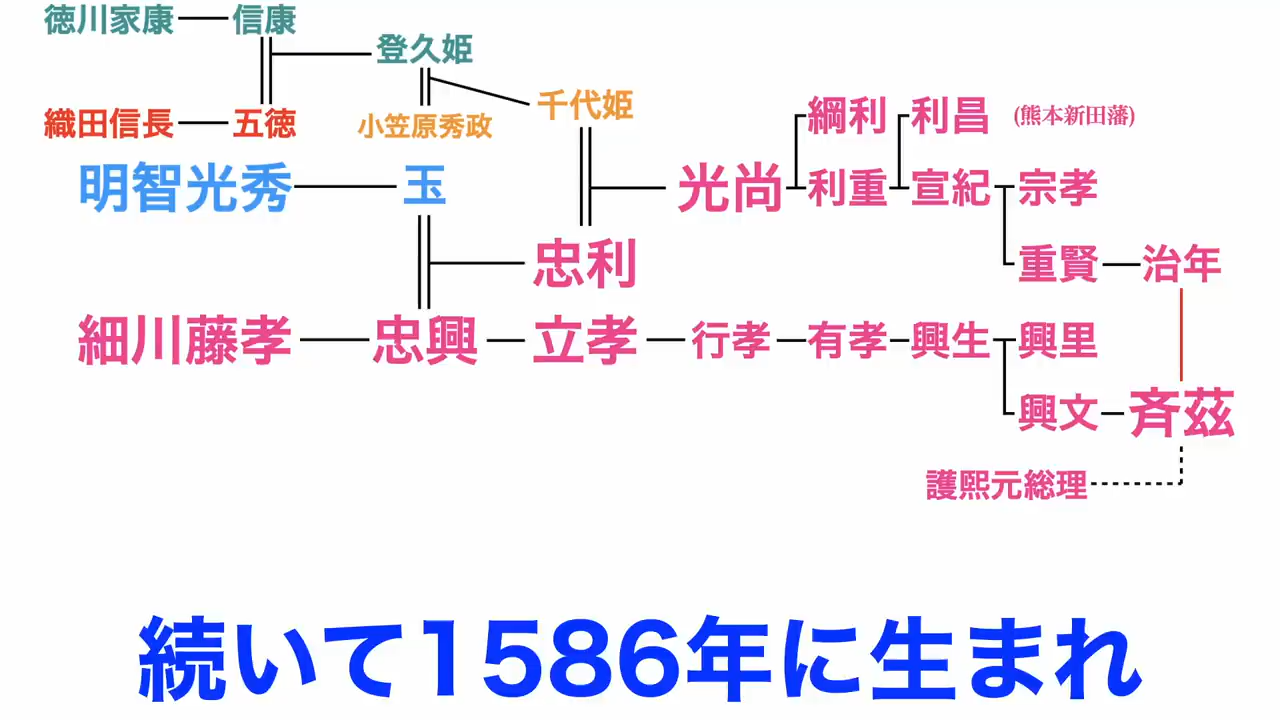 徳川家康 信康
登久姫
織田信長 五徳
小笠原秀政
千代姫
綱利 利昌 (熊本新田藩)
明智光秀 玉
光尚 利重 宣紀 宗孝
忠利
重賢 治年
細川藤孝 忠興 立孝 行孝 有孝 興生 興里
興文 斉茲
護熙元総理
続いて1586年に生まれ